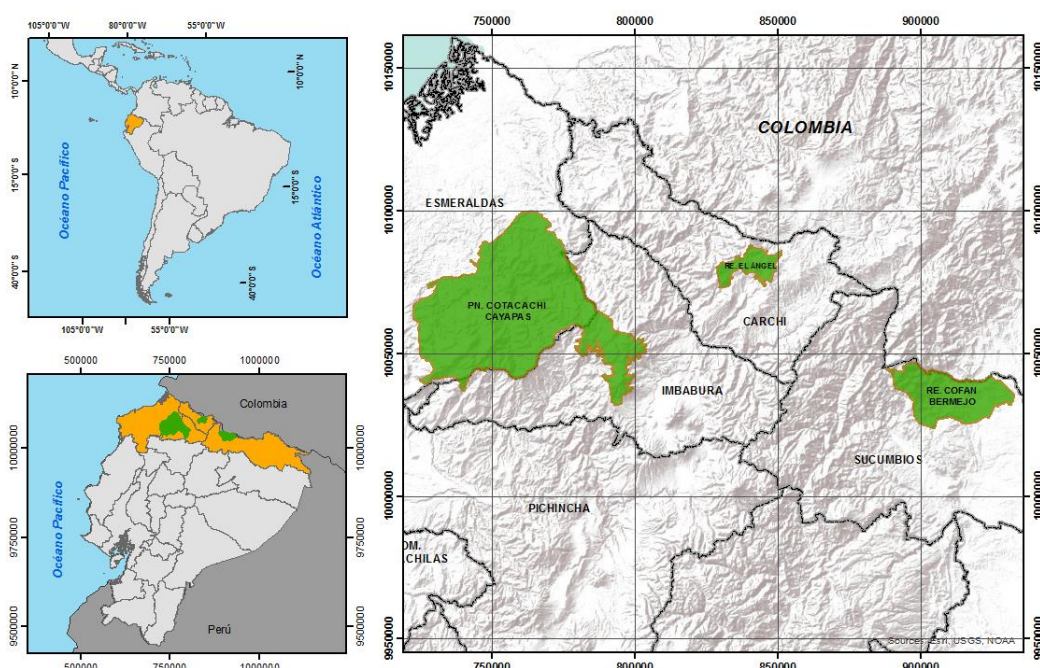 105°0'0"W 80°0'0"W 55°0'0"W
10°0'0" N
10°0'0" N
15°0'0" S
15°0'0" S
40°0'0" S
40°0'0" S
Océano Pacífico
Océano Atlántico
105°0'0"W 55°0'0"W
500000 750000 1000000
Colombia
10000000
10000000
9750000
9750000
9500000
9500000
Océano Pacífico
Perú
500000 750000 1000000
750000 800000 850000 900000
10150000
10150000
COLOMBIA
ESMERALDAS
10100000
10100000
RE. EL ÁNGEL
PN. COTACACHI
CAYAPAS
CARCHI
10050000
10050000
IMBABURA
RE. COFAN
BERMEJO
SUCUMBIOS
10000000
10000000
PICHINCHA
OM.
CHILAS
9950000
9950000
Sources: Esri, USGS, NOAA
750000 800000 850000 900000